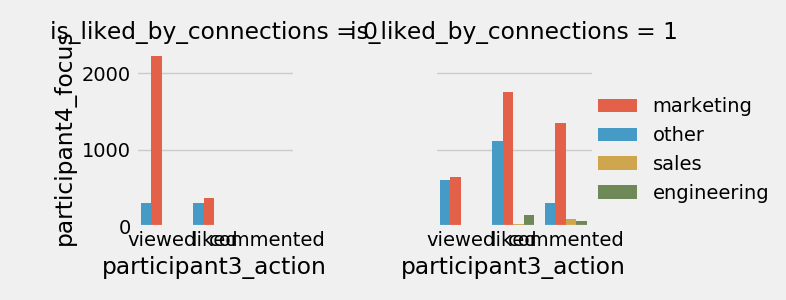 is_liked_by_connections = 0
is_liked_by_connections = 1
participant4_focus
2000
1000
0
viewed
liked
commented
participant3_action
viewed
liked
commented
participant3_action
marketing
other
sales
engineering